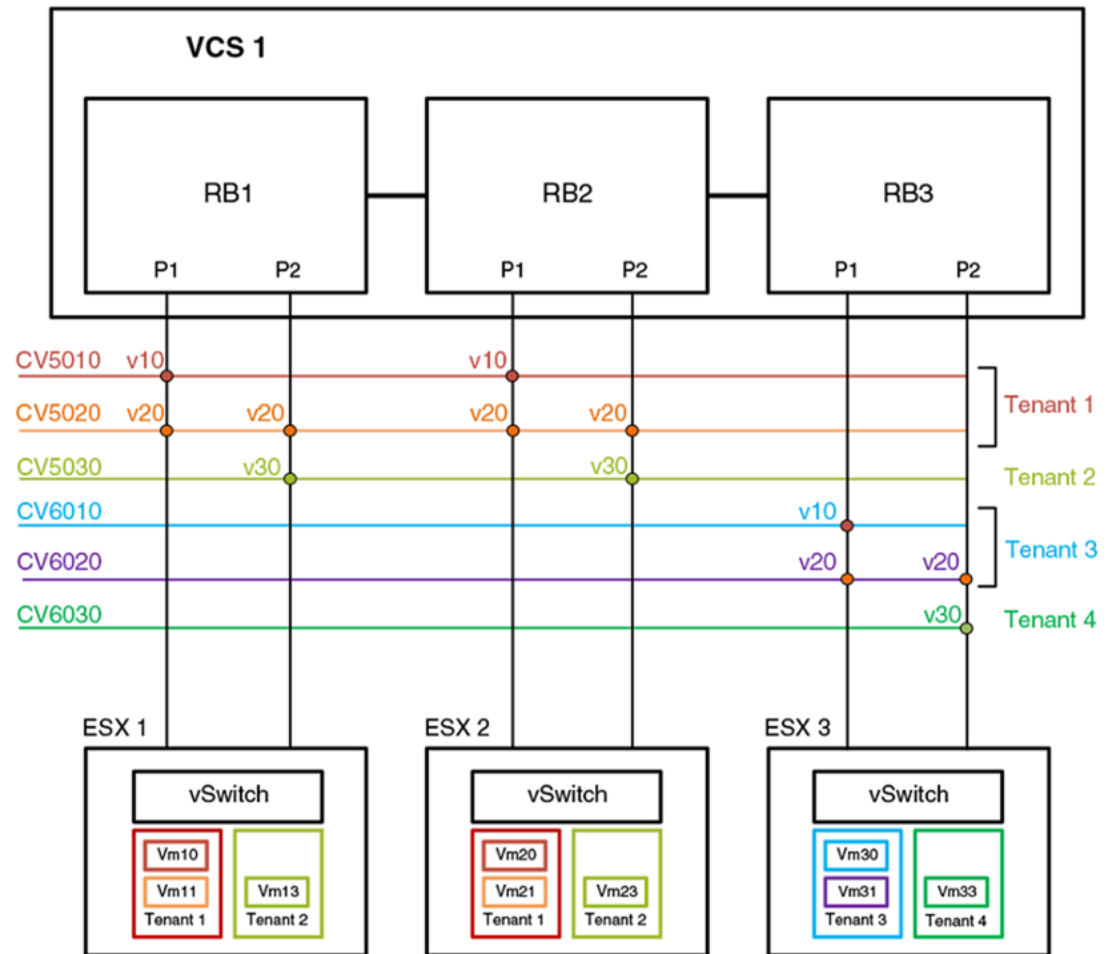 VCS 1
RB1 RB2 RB3
P1 P2 P1 P2 P1 P2
CV5010 v10 v10
Tenant 1
CV5020 v20 v20 v20 v20
CV5030 v30 v30 Tenant 2
CV6010 v10
Tenant 3
CV6020 v20 v20
CV6030 v30 Tenant 4
ESX 1 ESX 2 ESX 3
vSwitch vSwitch vSwitch
Vm10 Vm20 Vm30
Vm11 Vm13 Vm21 Vm23 Vm31 Vm33
Tenant 1 Tenant 2 Tenant 1 Tenant 2 Tenant 3 Tenant 4